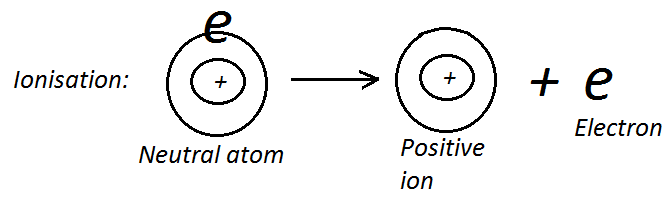 e
Ionisation: + + + e
Electron
Neutral atom Positive
ion